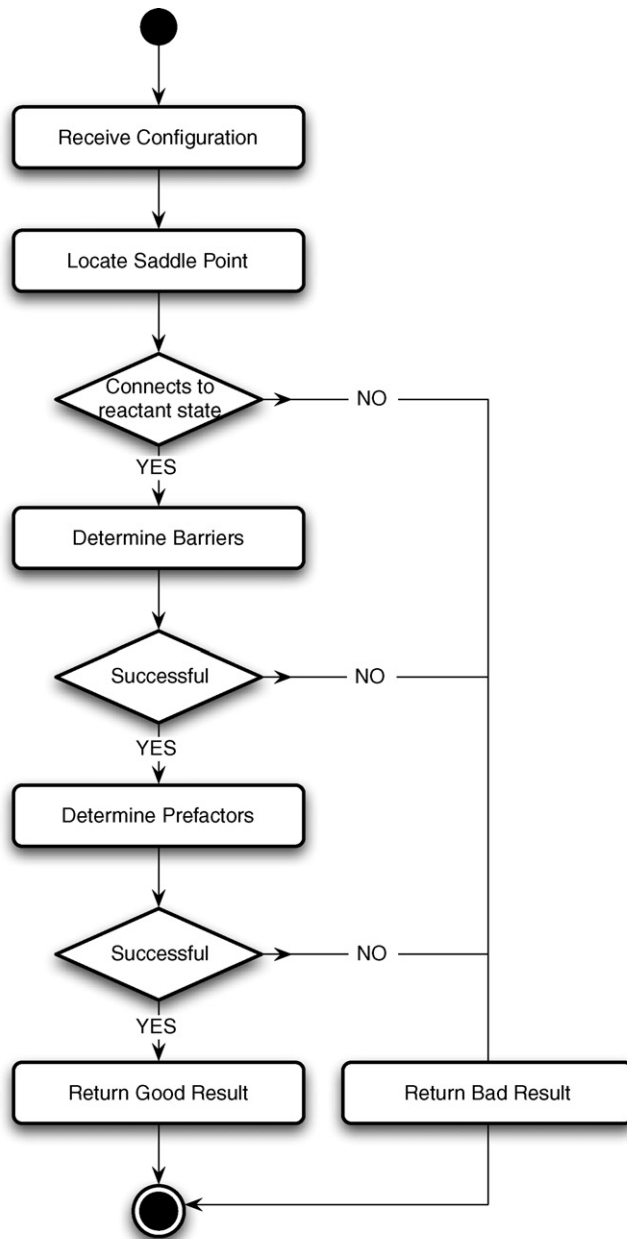 Receive Configuration
Locate Saddle Point
Connects to
reactant state
NO
YES
Determine Barriers
Successful
NO
YES
Determine Prefactors
Successful
NO
YES
Return Good Result
Return Bad Result